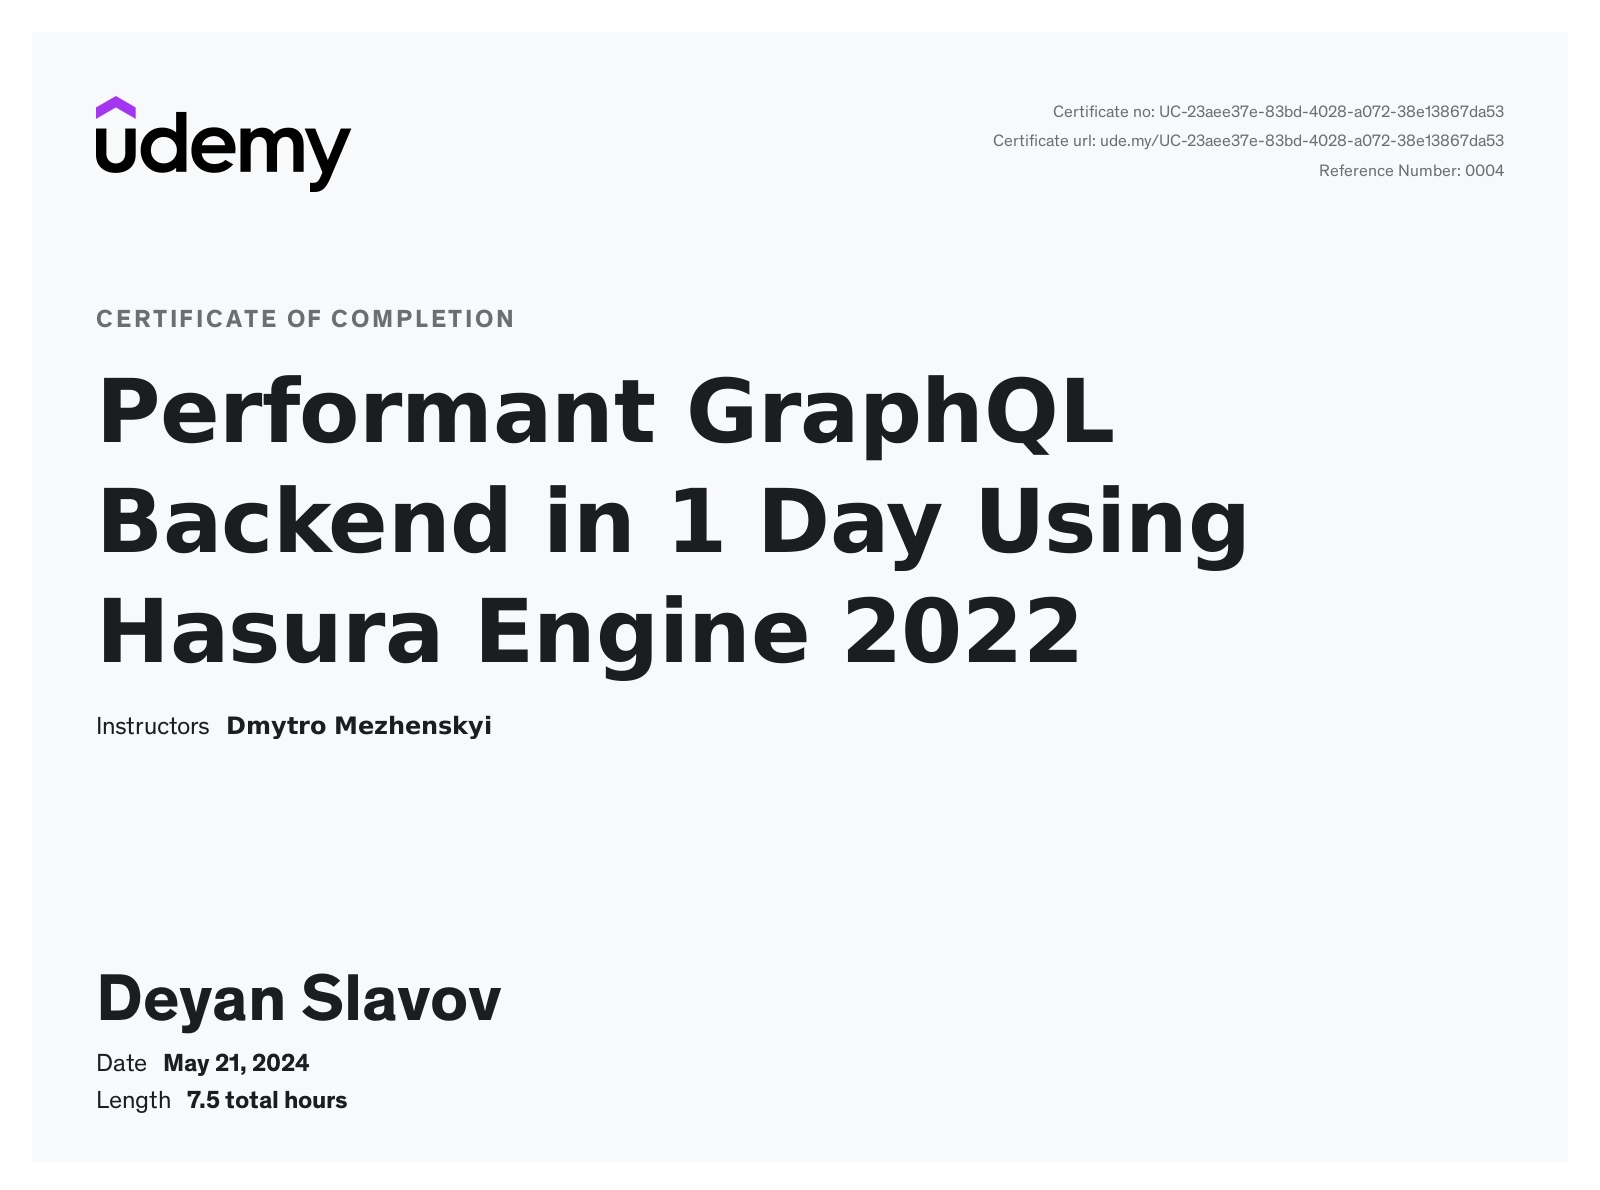 udemy
Certificate no: UC-23aee37e-83bd-4028-a072-38e13867da53
Certificate url: ude.my/UC-23aee37e-83bd-4028-a072-38e13867da53
Reference Number: 0004
CERTIFICATE OF COMPLETION
Performant GraphQL
Backend in 1 Day Using
Hasura Engine 2022
Instructors Dmytro Mezhenskyi
Deyan Slavov
Date May 21, 2024
Length 7.5 total hours